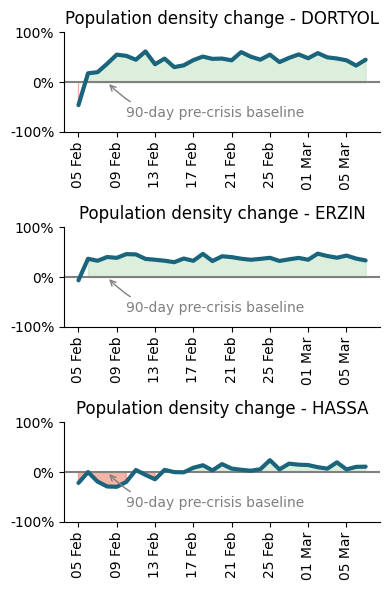 Population density change - DORTYOL
100%
0%
-100%
90-day pre-crisis baseline
05 Feb
09 Feb
13 Feb
17 Feb
21 Feb
25 Feb
01 Mar
05 Mar
Population density change - ERZIN
100%
0%
-100%
90-day pre-crisis baseline
05 Feb
09 Feb
13 Feb
17 Feb
21 Feb
25 Feb
01 Mar
05 Mar
Population density change - HASSA
100%
0%
-100%
90-day pre-crisis baseline
05 Feb
09 Feb
13 Feb
17 Feb
21 Feb
25 Feb
01 Mar
05 Mar